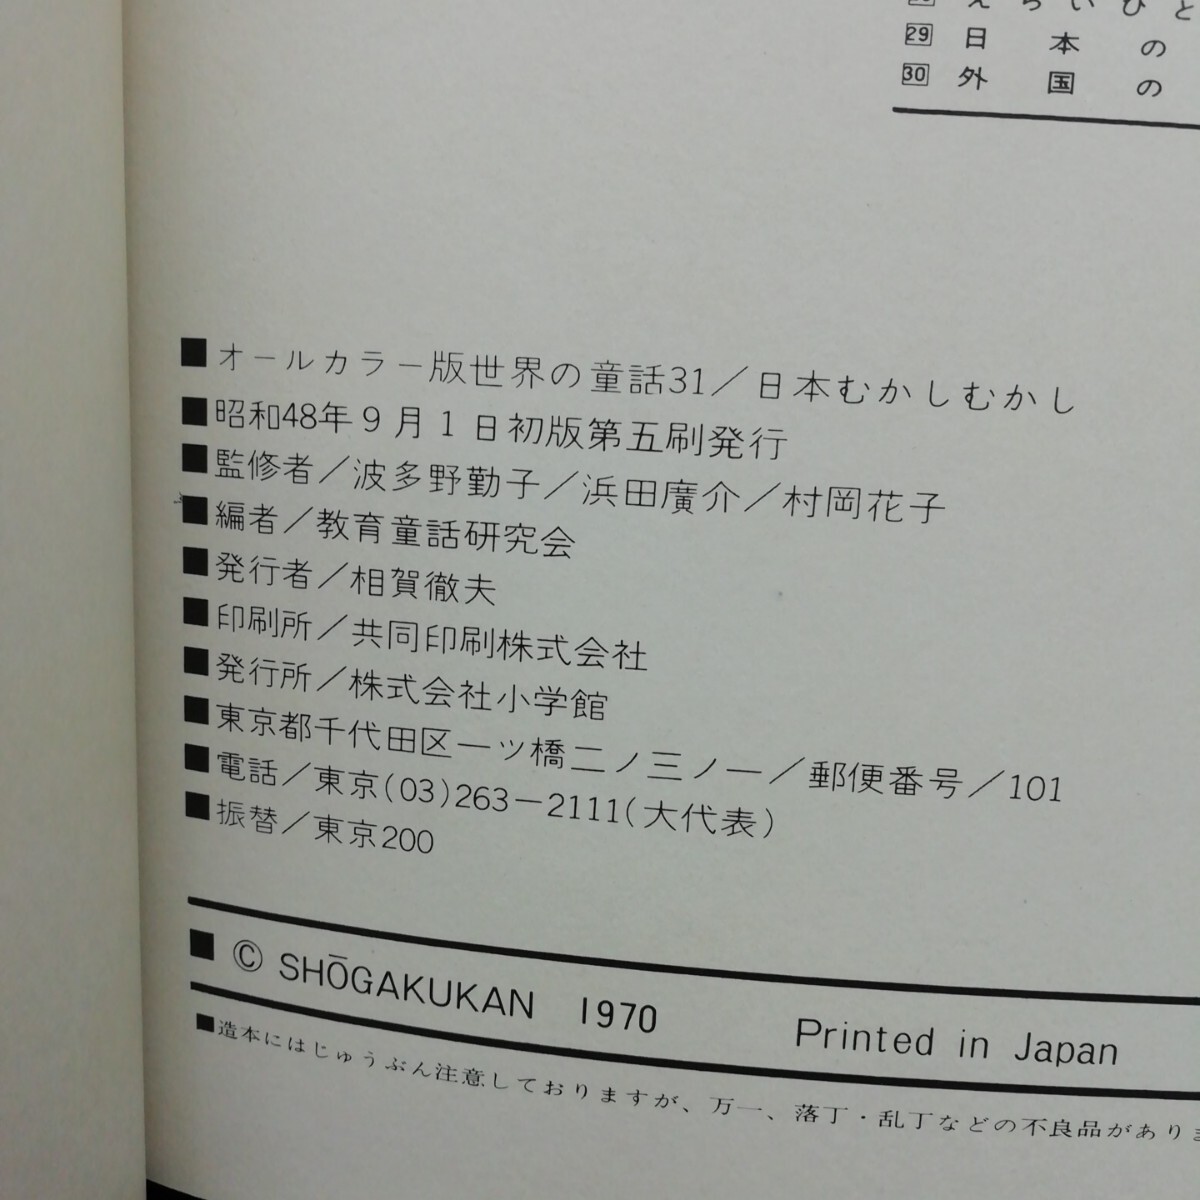 えらいひと
29 日本の
30 外国の
■オールカラー版世界の童話31／日本むかしむかし
■昭和48年9月1日初版第五刷発行
■監修者／波多野勤子／浜田廣介／村岡花子
■編者／教育童話研究会
■発行者／相賀徹夫
■印刷所／共同印刷株式会社
■発行所／株式会社小学館
■東京都千代田区一ツ橋二ノ三ノ一／郵便番号／101
■電話／東京(03)263−2111(大代表)
■振替／東京200
■© SHŌGAKUKAN 1970 Printed in Japan
■造本にはじゅうぶん注意しておりますが、万一、落丁・乱丁などの不良品があります